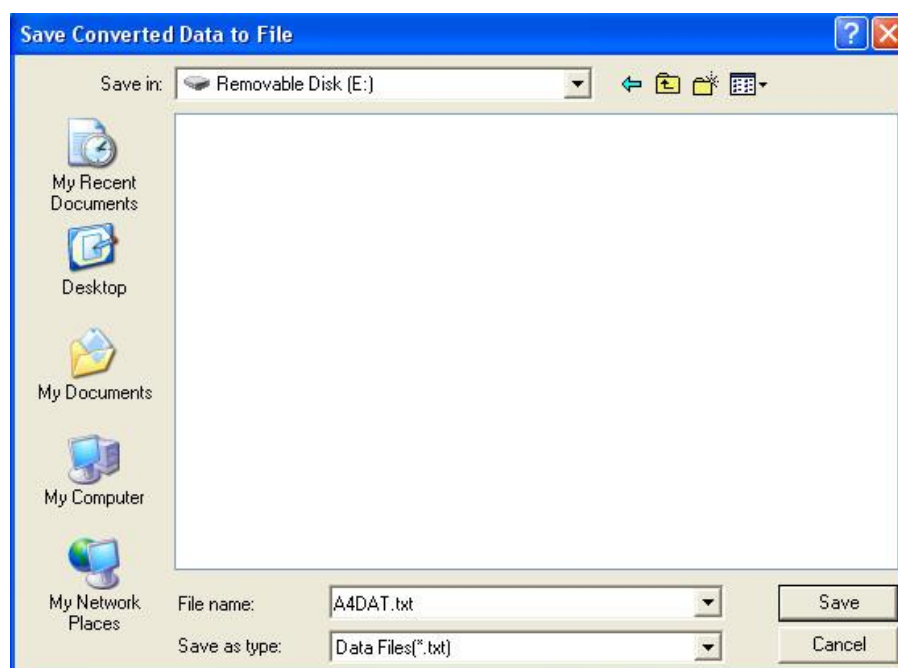 Save Converted Data to File
Save in: Removable Disk (E:)
My Recent
Documents
Desktop
My Documents
My Computer
My Network
Places
File name: A4DAT.txt Save
Save as type: Data Files(*.txt) Cancel